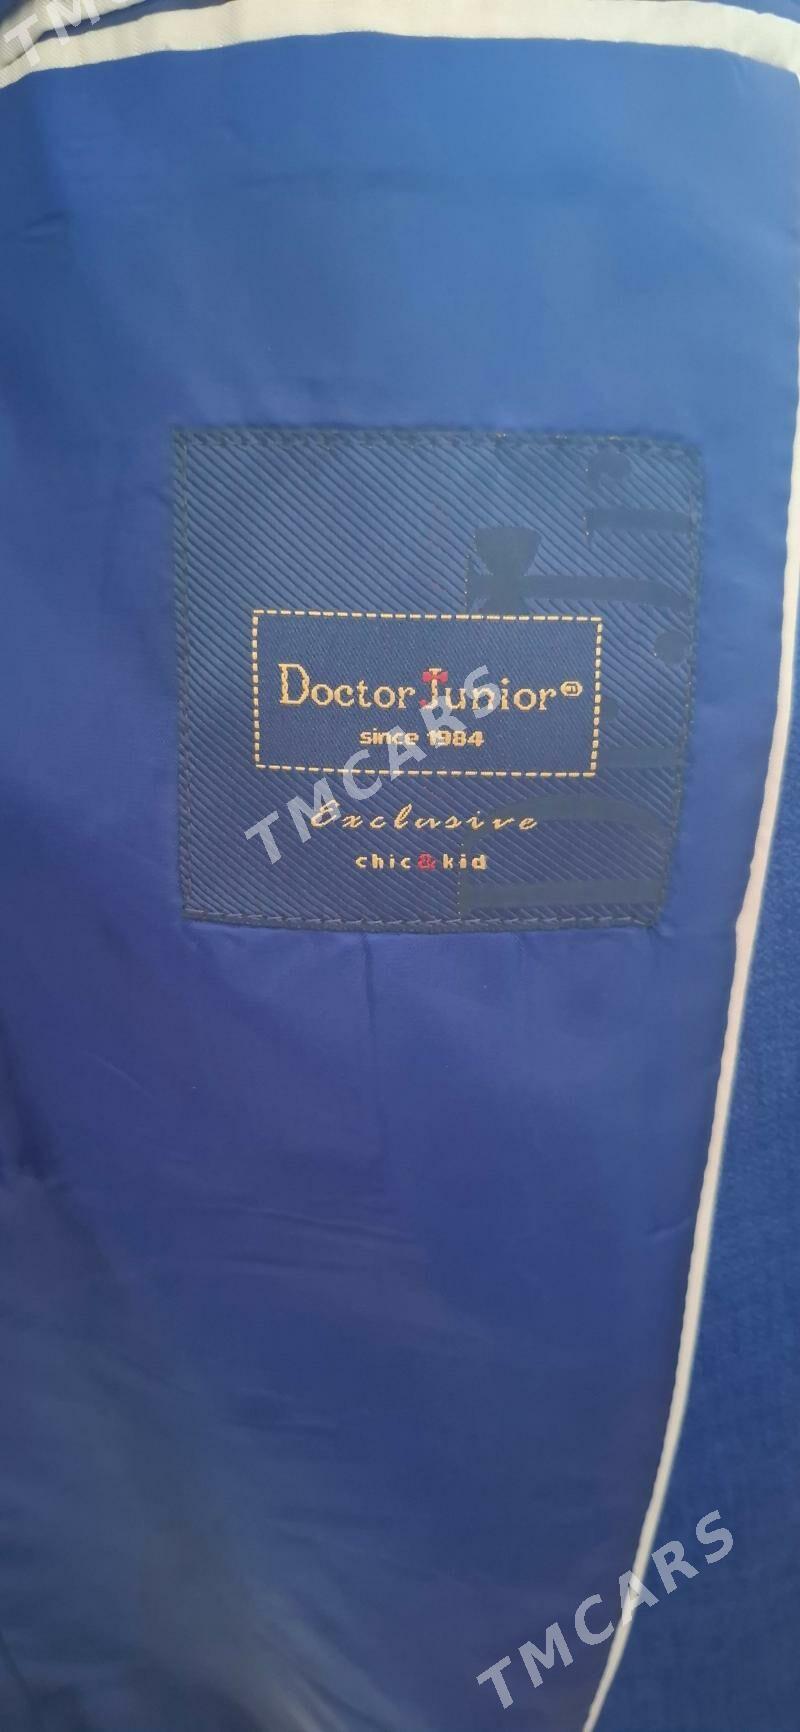 Doctor Junior®
since 1984
Exclusive
chic&kid
TMCARS
TMCARS